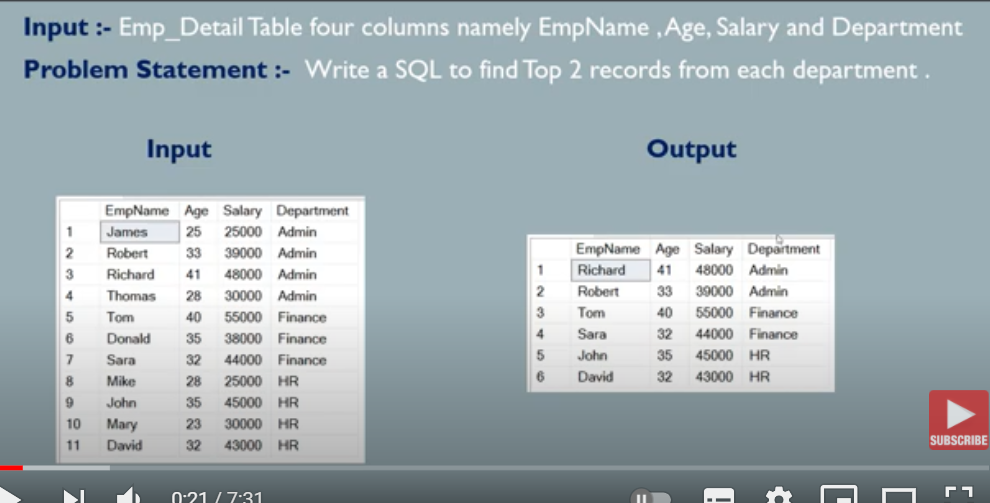 Input :- Emp_Detail Table four columns namely EmpName , Age, Salary and Department
Problem Statement :- Write a SQL to find Top 2 records from each department .
Input
EmpName Age Salary Department
1 James 25 25000 Admin
2 Robert 33 39000 Admin
3 Richard 41 48000 Admin
4 Thomas 28 30000 Admin
5 Tom 40 55000 Finance
6 Donald 35 38000 Finance
7 Sara 32 44000 Finance
8 Mike 28 25000 HR
9 John 35 45000 HR
10 Mary 23 30000 HR
11 David 32 43000 HR
Output
EmpName Age Salary Department
1 Richard 41 48000 Admin
2 Robert 33 39000 Admin
3 Tom 40 55000 Finance
4 Sara 32 44000 Finance
5 John 35 45000 HR
6 David 32 43000 HR
SUBSCRIBE
0:21 / 7:31